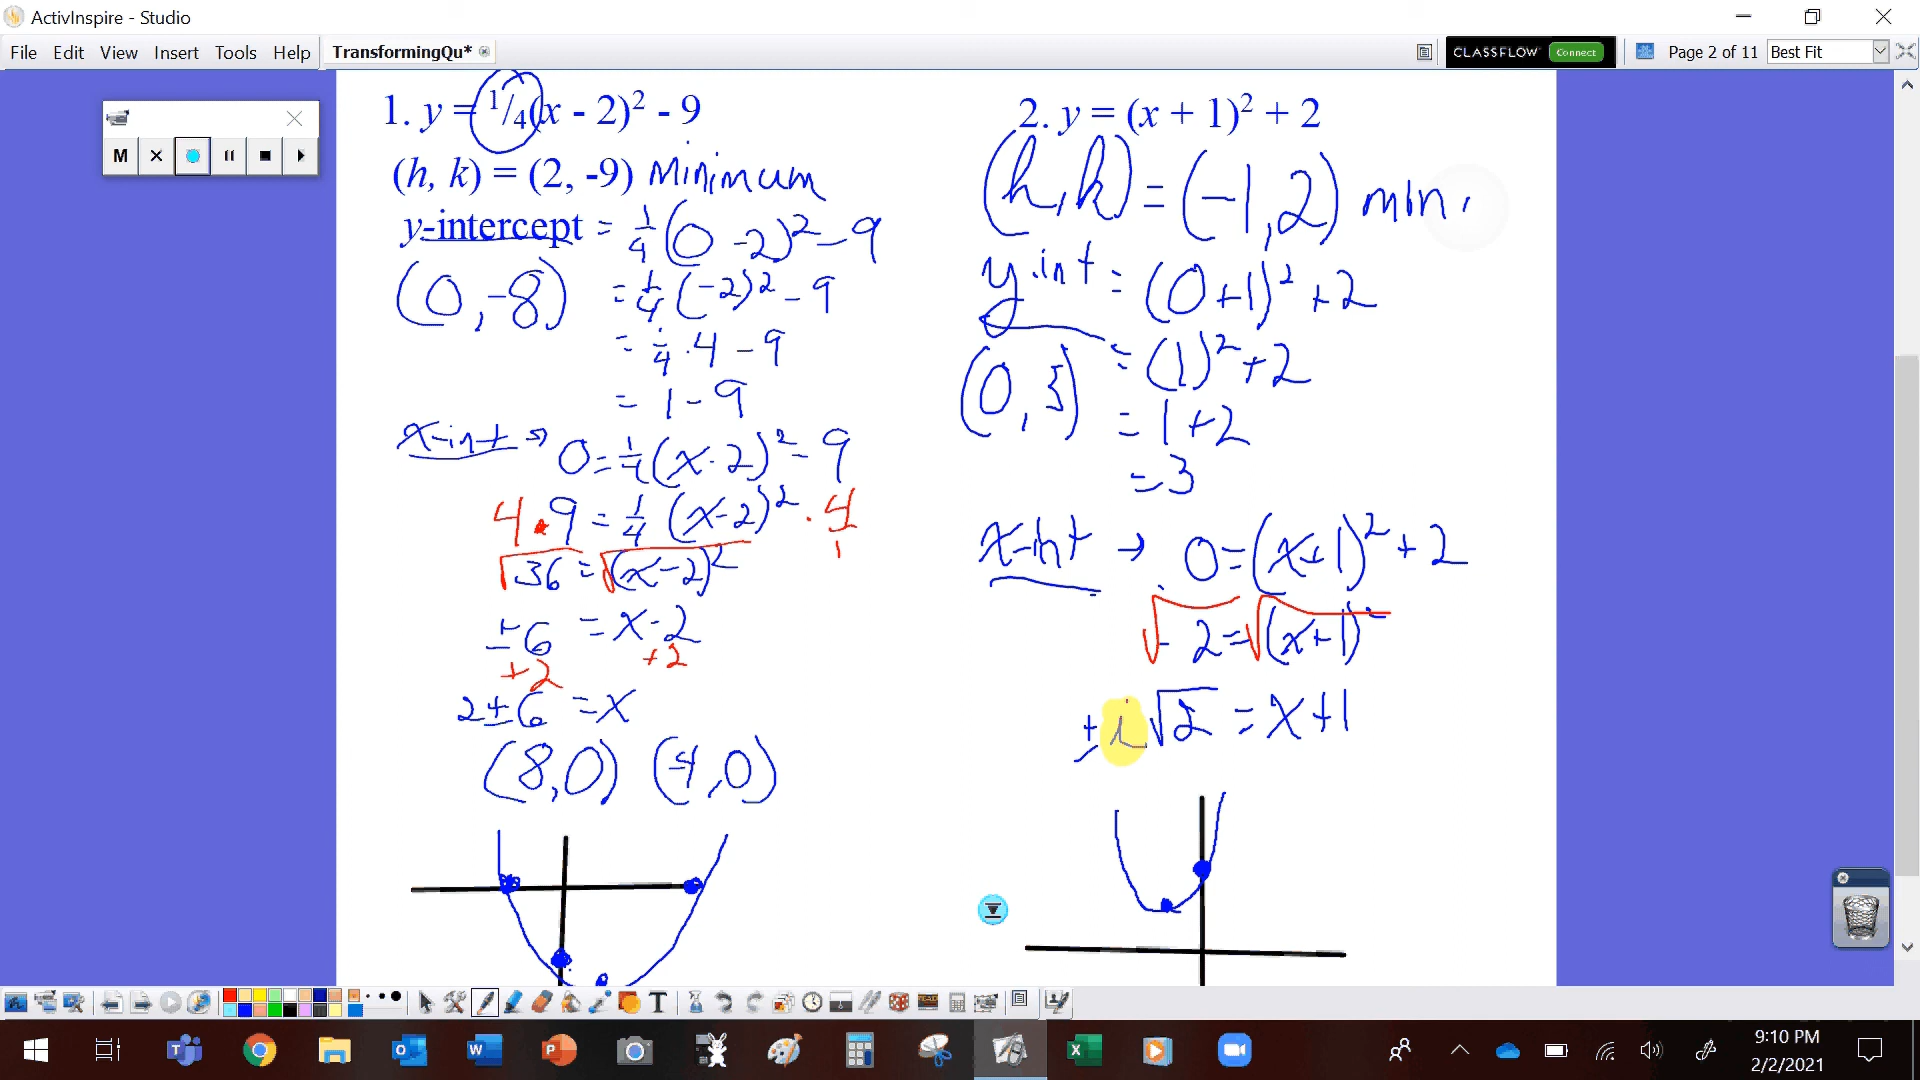 ActivInspire - Studio
File Edit View Insert Tools Help
TransformingQu*
CLASSFLOW Connect
Page 2 of 11
Best Fit
M
1. y = 1/4(x - 2)² - 9
(h, k) = (2, -9) Minimum
y-intercept = 1/4(0 -2)² - 9
(0, -8)
= 1/4(-2)² - 9
= 1/4 · 4 - 9
= 1 - 9
x-int → 0 = 1/4(x - 2)² - 9
4 · 9 = 1/4 (x - 2)² · 4/1
√36 = √(x - 2)²
± 6 = x - 2
+2 +2
2 ± 6 = x
(8, 0) (-4, 0)
2. y = (x + 1)² + 2
(h, k) = (-1, 2) min.
y.int = (0+1)² + 2
= (1)² + 2
(0, 3)
= 1 + 2
= 3
x-int → 0 = (x+1)² + 2
√-2 = √(x+1)²
± i √2 = x + 1
T
9:10 PM
2/2/2021